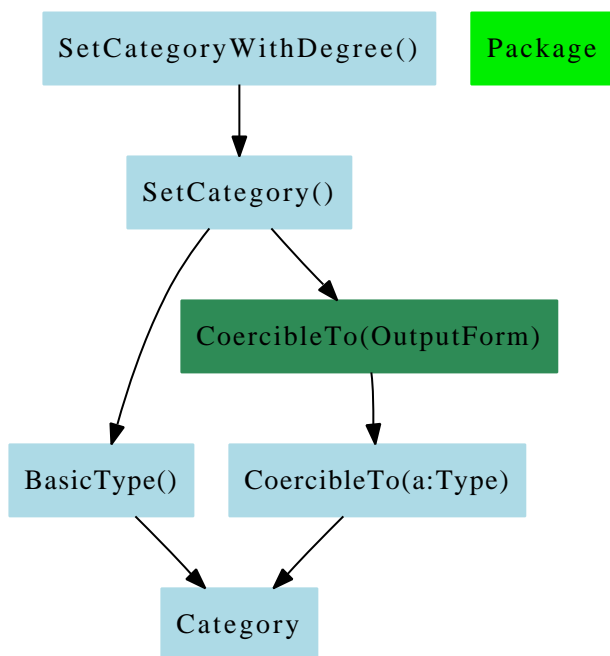 SetCategoryWithDegree()
Package
SetCategory()
CoercibleTo(OutputForm)
BasicType()
CoercibleTo(a:Type)
Category